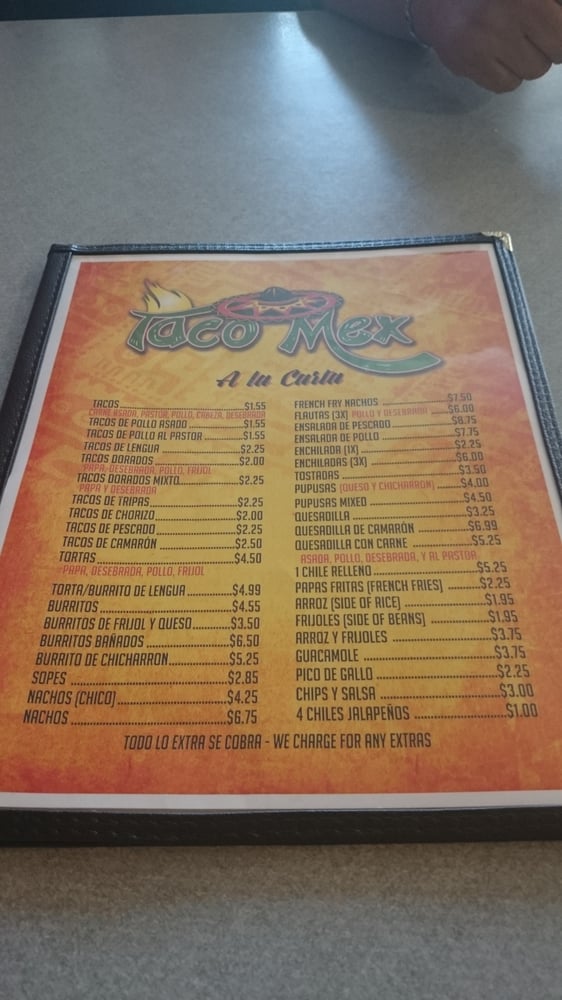 Taco Mex
A la Carta
TACOS $1.55
CARNE ASADA, PASTOR, POLLO, CABEZA, DESEBRADA
TACOS DE POLLO ASADO $1.55
TACOS DE POLLO AL PASTOR $1.55
TACOS DE LENGUA $2.25
TACOS DORADOS $2.00
PAPA, DESEBRADA, POLLO, FRIJOL
TACOS DORADOS MIXTO $2.25
PAPA Y DESEBRADA
TACOS DE TRIPAS $2.25
TACOS DE CHORIZO $2.00
TACOS DE PESCADO $2.25
TACOS DE CAMARÓN $2.50
TORTAS $4.50
PAPA, DESEBRADA, POLLO, FRIJOL
TORTA/BURRITO DE LENGUA $4.99
BURRITOS $4.55
BURRITOS DE FRIJOL Y QUESO $3.50
BURRITOS BAÑADOS $6.50
BURRITO DE CHICHARRON $5.25
SOPES $2.85
NACHOS (CHICO) $4.25
NACHOS $6.75
FRENCH FRY NACHOS $7.50
FLAUTAS (3X) POLLO Y DESEBRADA $6.00
ENSALADA DE PESCADO $8.75
ENSALADA DE POLLO $7.75
ENCHILADA (1X) $2.25
ENCHILADAS (3X) $6.00
TOSTADAS $3.50
PUPUSAS (QUESO Y CHICHARRON) $4.00
PUPUSAS MIXED $4.50
QUESADILLA $3.25
QUESADILLA DE CAMARÓN $6.99
QUESADILLA CON CARNE $5.25
ASADA, POLLO, DESEBRADA, Y AL PASTOR
1 CHILE RELLENO $5.25
PAPAS FRITAS (FRENCH FRIES) $2.25
ARROZ (SIDE OF RICE) $1.95
FRIJOLES (SIDE OF BEANS) $1.95
ARROZ Y FRIJOLES $3.75
GUACAMOLE $3.75
PICO DE GALLO $2.25
CHIPS Y SALSA $3.00
4 CHILES JALAPEÑOS $1.00
TODO LO EXTRA SE COBRA - WE CHARGE FOR ANY EXTRAS